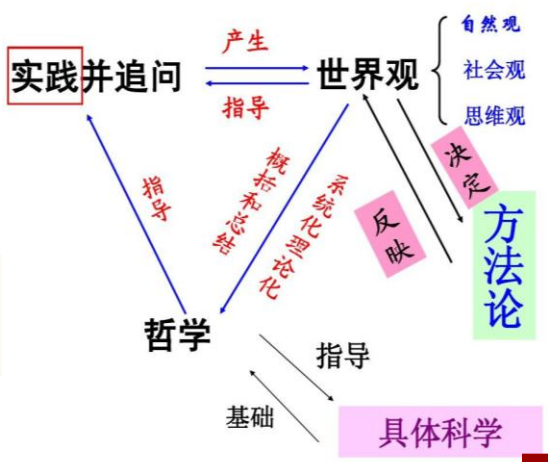 自然观
产生
实践并追问
世界观
社会观
指导
思维观
决定
概括和总结
系统化理论化
指导
反映
方法论
哲学
指导
基础
具体科学